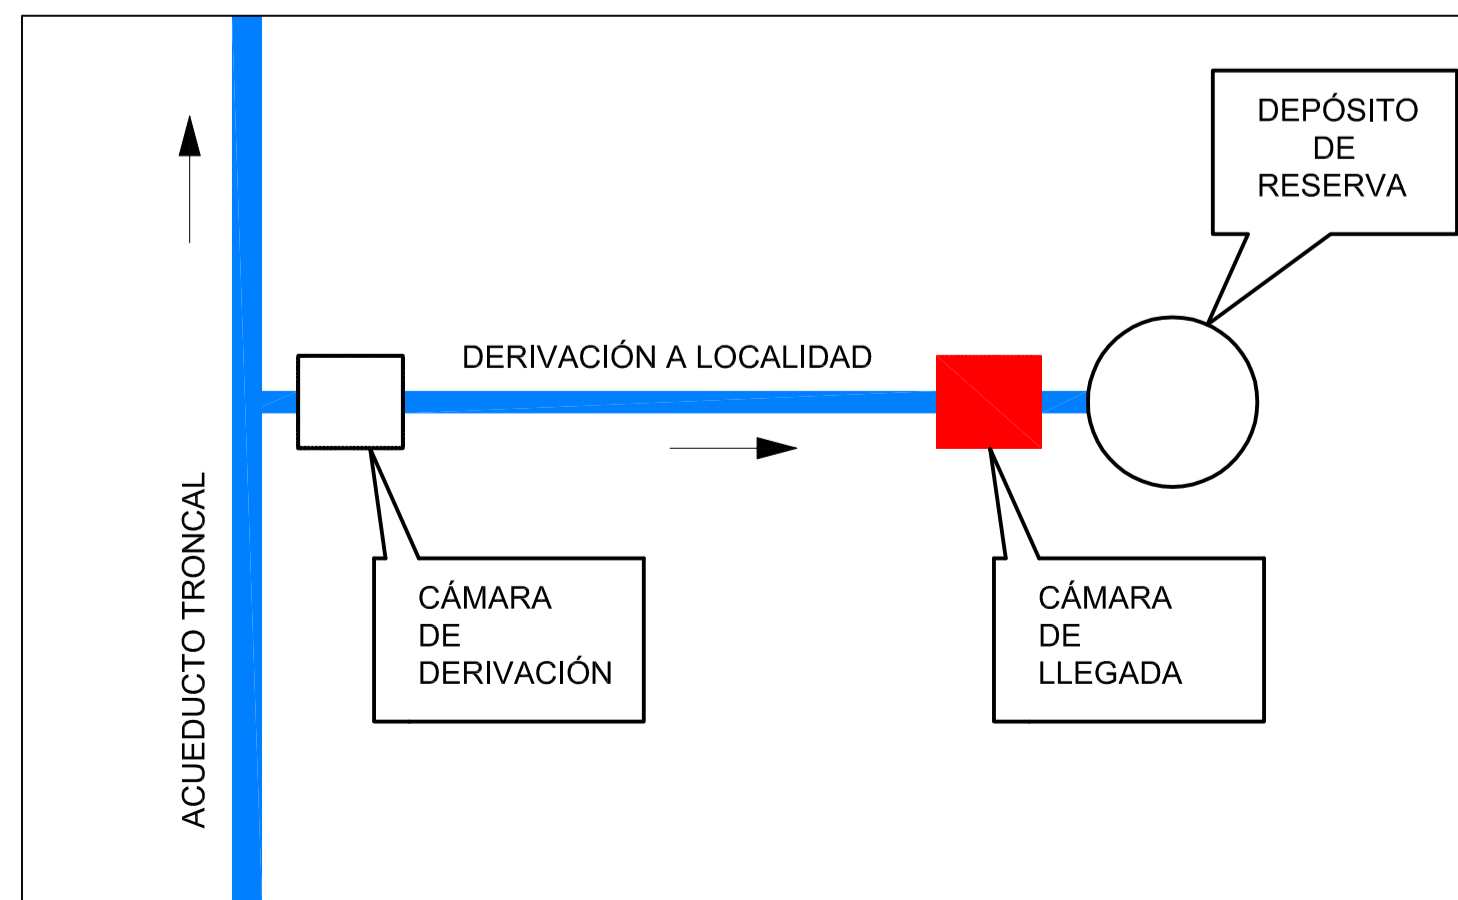 DEPÓSITO
DE
RESERVA
DERIVACIÓN A LOCALIDAD
ACUEDUCTO TRONCAL
CÁMARA
DE
DERIVACIÓN
CÁMARA
DE
LLEGADA